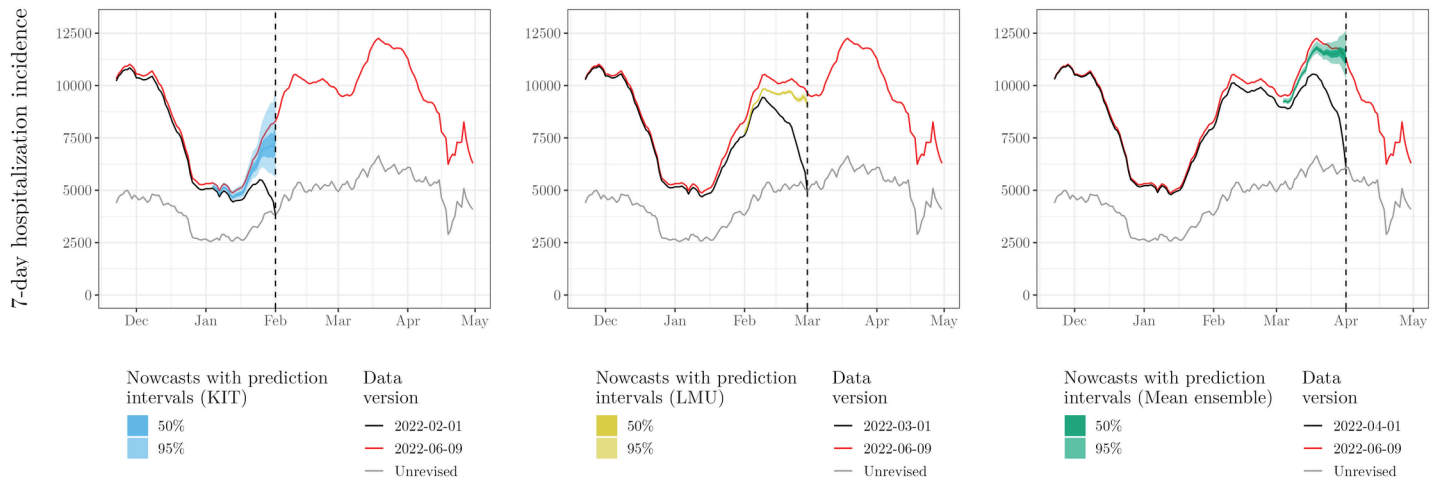 7-day hospitalization incidence
12500
10000
7500
5000
2500
0
Dec Jan Feb Mar Apr May
12500
10000
7500
5000
2500
0
Dec Jan Feb Mar Apr May
12500
10000
7500
5000
2500
0
Dec Jan Feb Mar Apr May
Nowcasts with prediction
intervals (KIT)
50%
95%
Data
version
2022-02-01
2022-06-09
Unrevised
Nowcasts with prediction
intervals (LMU)
50%
95%
Data
version
2022-03-01
2022-06-09
Unrevised
Nowcasts with prediction
intervals (Mean ensemble)
50%
95%
Data
version
2022-04-01
2022-06-09
Unrevised